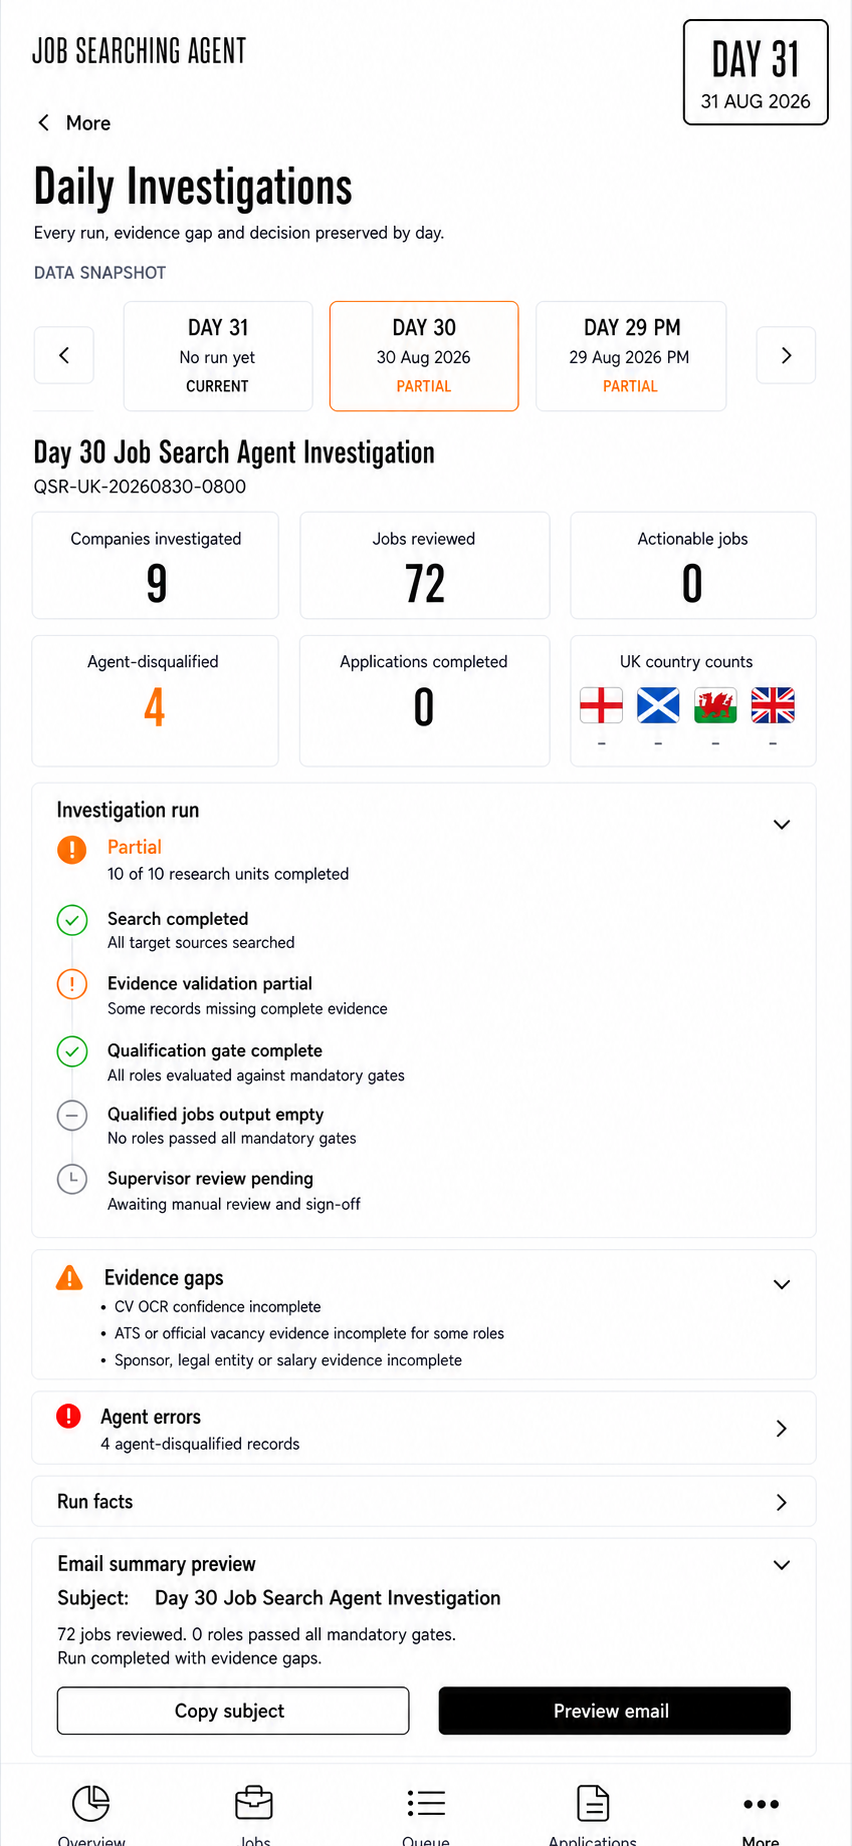 JOB SEARCHING AGENT
DAY 31
31 AUG 2026
More
Daily Investigations
Every run, evidence gap and decision preserved by day.
DATA SNAPSHOT
DAY 31
No run yet
CURRENT
DAY 30
30 Aug 2026
PARTIAL
DAY 29 PM
29 Aug 2026 PM
PARTIAL
Day 30 Job Search Agent Investigation
QSR-UK-20260830-0800
Companies investigated
9
Jobs reviewed
72
Actionable jobs
0
Agent-disqualified
4
Applications completed
0
UK country counts
– – – –
Investigation run
Partial
10 of 10 research units completed
Search completed
All target sources searched
Evidence validation partial
Some records missing complete evidence
Qualification gate complete
All roles evaluated against mandatory gates
Qualified jobs output empty
No roles passed all mandatory gates
Supervisor review pending
Awaiting manual review and sign-off
Evidence gaps
• CV OCR confidence incomplete
• ATS or official vacancy evidence incomplete for some roles
• Sponsor, legal entity or salary evidence incomplete
Agent errors
4 agent-disqualified records
Run facts
Email summary preview
Subject: Day 30 Job Search Agent Investigation
72 jobs reviewed. 0 roles passed all mandatory gates.
Run completed with evidence gaps.
Copy subject
Preview email
Overview
Jobs
Queue
Applications
More